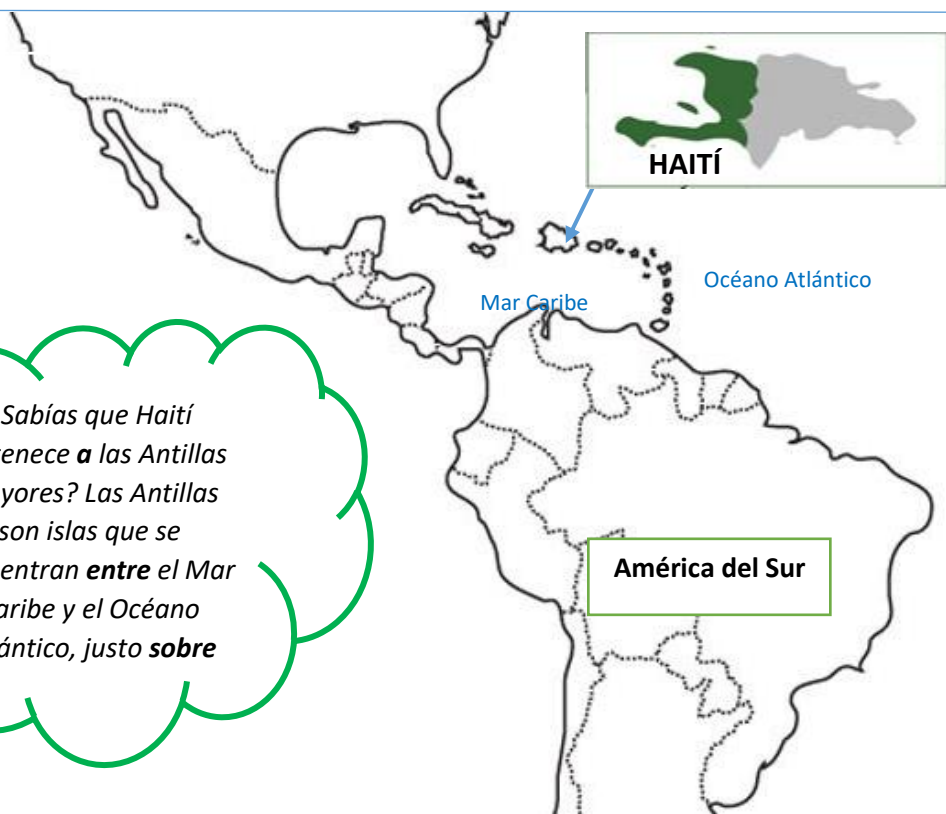 HAITÍ
Océano Atlántico
Mar Caribe
Sabías que Haití
tenece a las Antillas
yores? Las Antillas
son islas que se
entran entre el Mar
aribe y el Océano
ántico, justo sobre
América del Sur